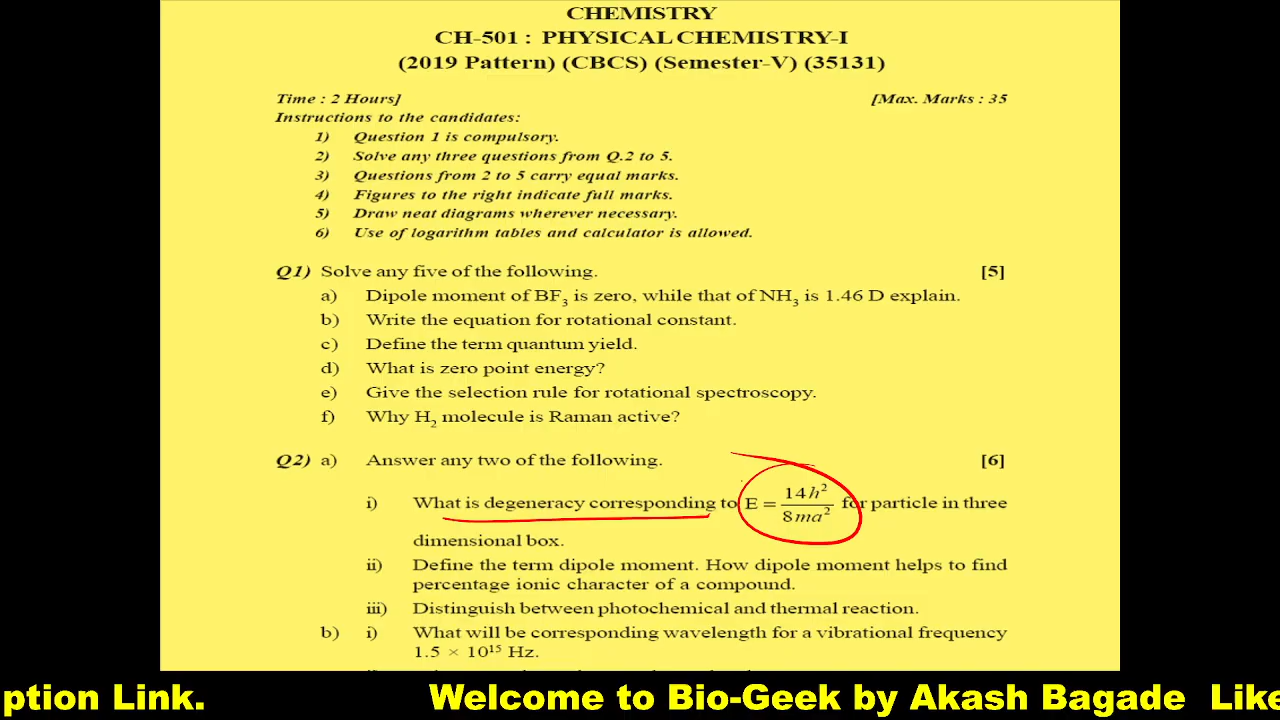 CHEMISTRY
CH-501 : PHYSICAL CHEMISTRY-I
(2019 Pattern) (CBCS) (Semester-V) (35131)
Time : 2 Hours] [Max. Marks : 35
Instructions to the candidates:
1) Question 1 is compulsory.
2) Solve any three questions from Q.2 to 5.
3) Questions from 2 to 5 carry equal marks.
4) Figures to the right indicate full marks.
5) Draw neat diagrams wherever necessary.
6) Use of logarithm tables and calculator is allowed.
Q1) Solve any five of the following. [5]
a) Dipole moment of BF₃ is zero, while that of NH₃ is 1.46 D explain.
b) Write the equation for rotational constant.
c) Define the term quantum yield.
d) What is zero point energy?
e) Give the selection rule for rotational spectroscopy.
f) Why H₂ molecule is Raman active?
Q2) a) Answer any two of the following. [6]
i) What is degeneracy corresponding to E = 14h²/8ma² for particle in three
dimensional box.
ii) Define the term dipole moment. How dipole moment helps to find
percentage ionic character of a compound.
iii) Distinguish between photochemical and thermal reaction.
b) i) What will be corresponding wavelength for a vibrational frequency
1.5 × 10¹⁵ Hz.
ption Link. Welcome to Bio-Geek by Akash Bagade Like